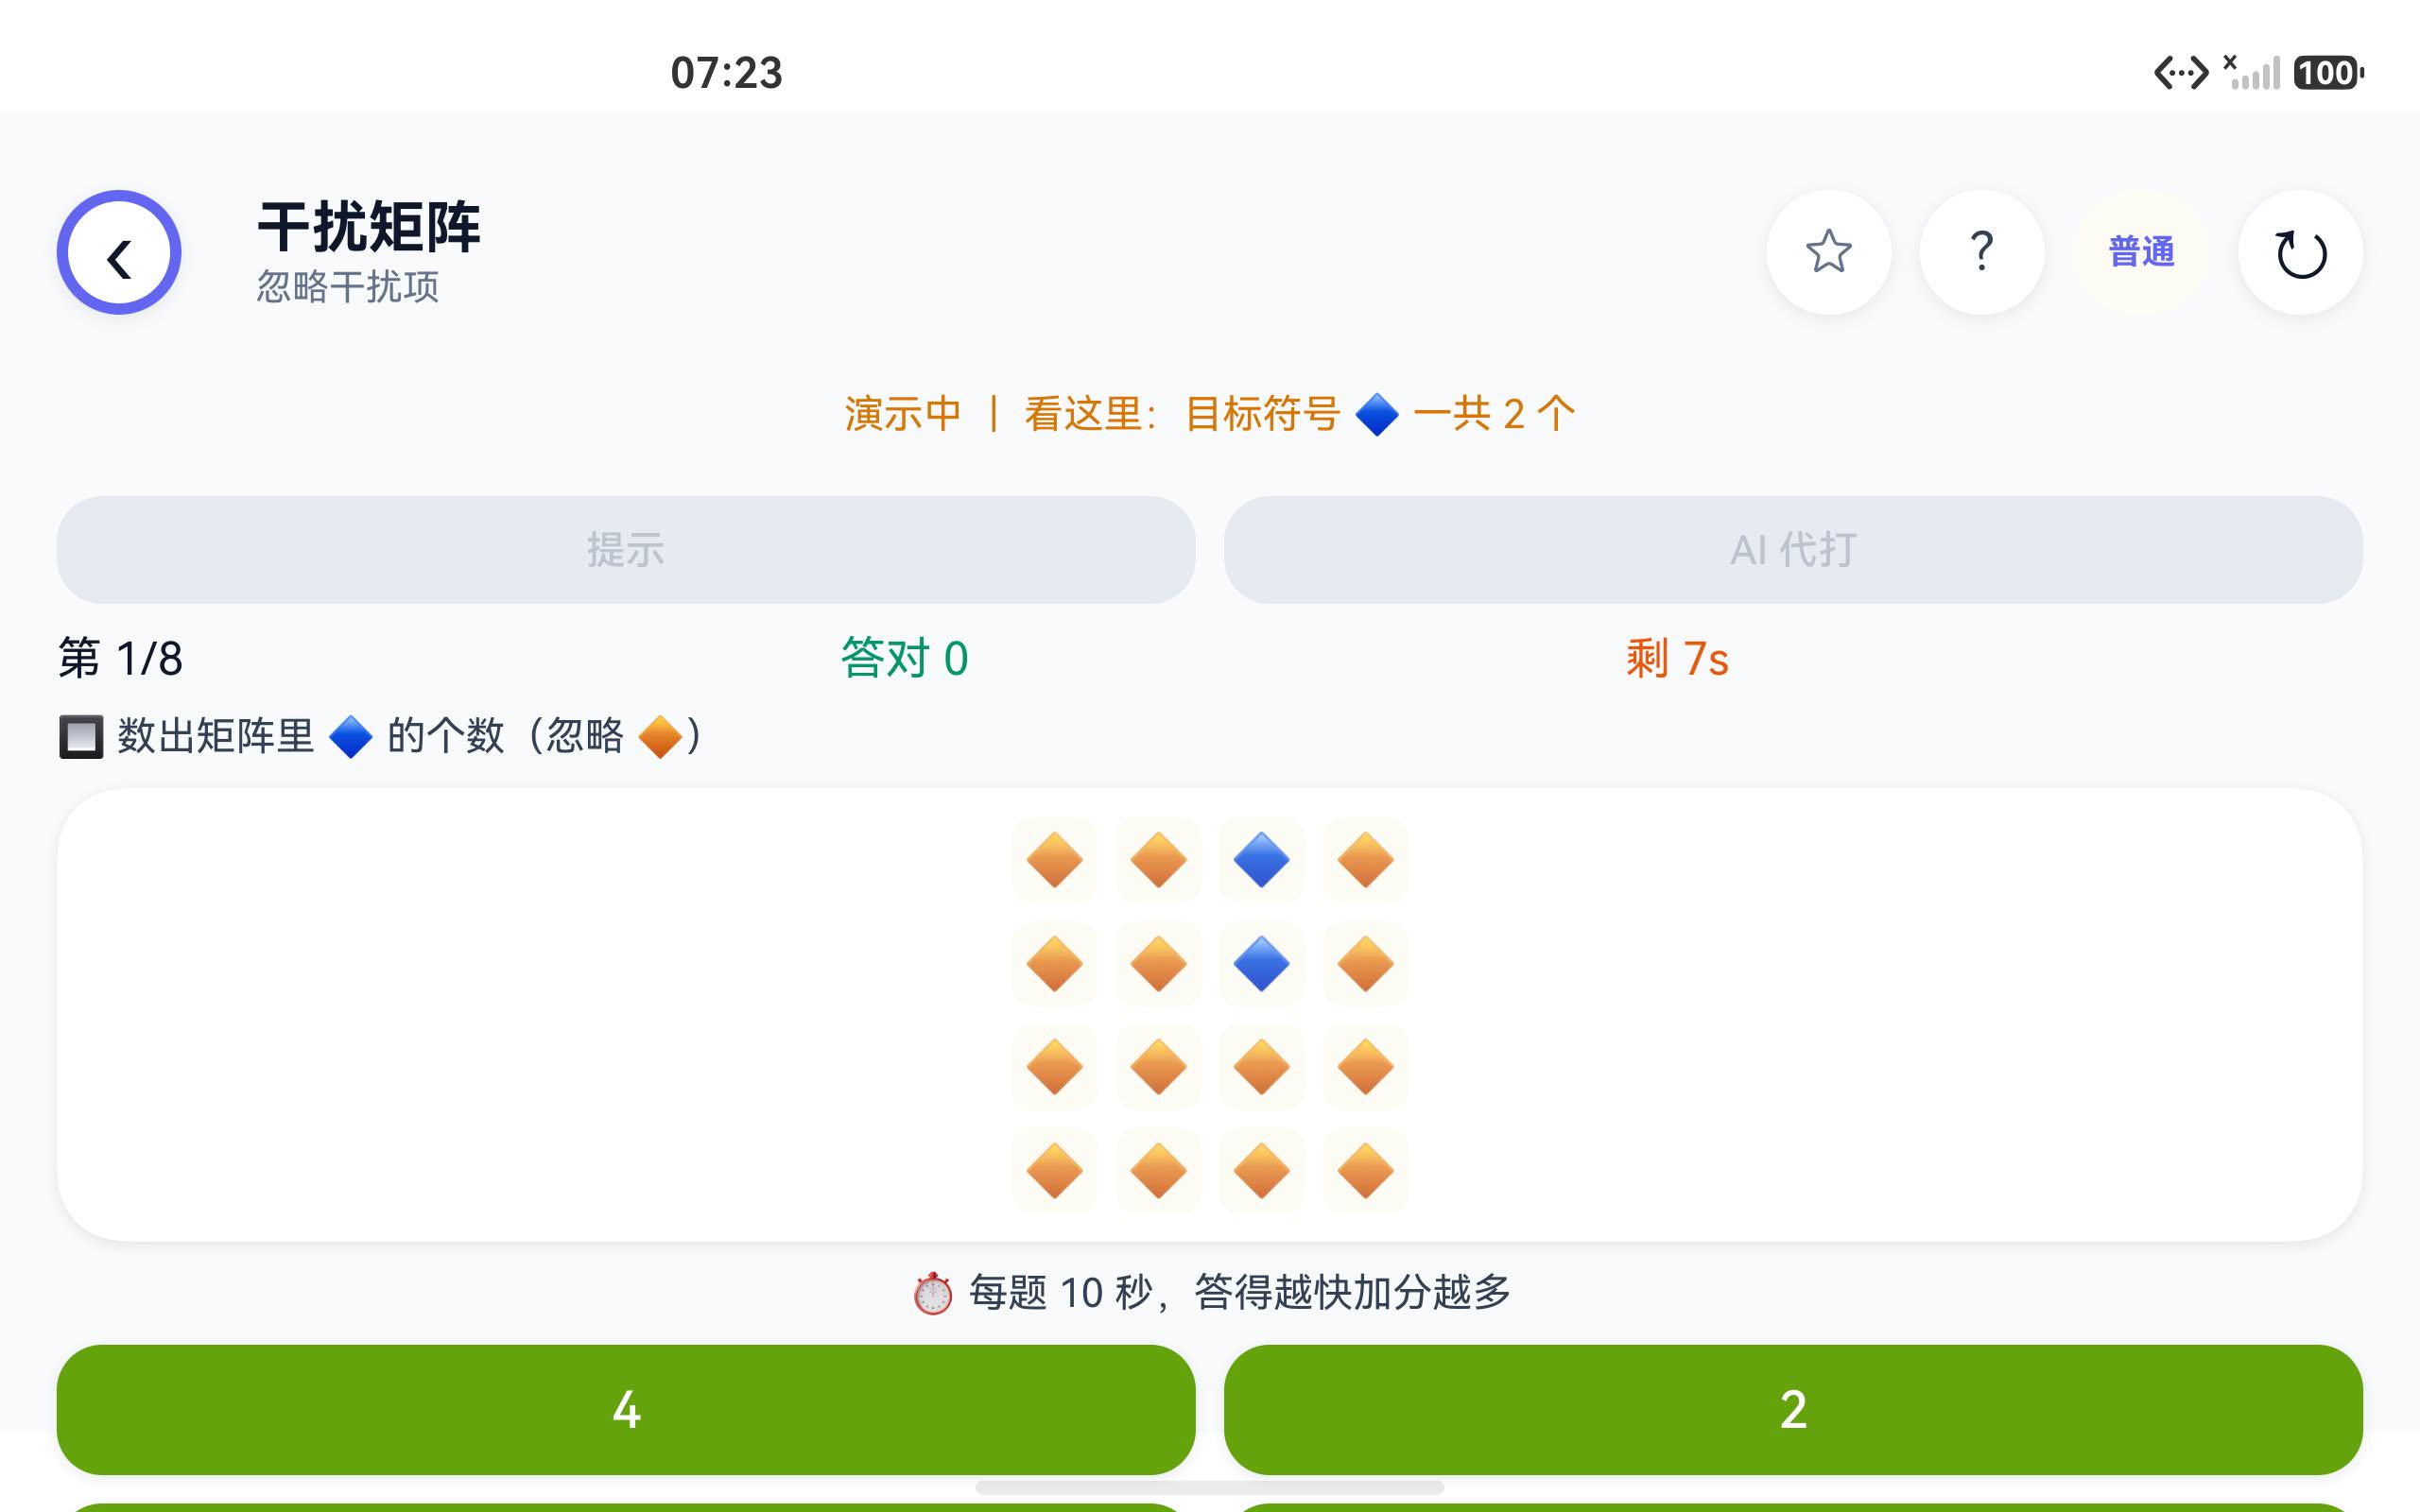 07:23
100
干扰矩阵
忽略干扰项
?
普通
演示中 | 看这里：目标符号 🔷 一共 2 个
提示
AI 代打
第 1/8
答对 0
剩 7s
🔲 数出矩阵里 🔷 的个数（忽略 🔶）
⏱ 每题 10 秒，答得越快加分越多
4
2